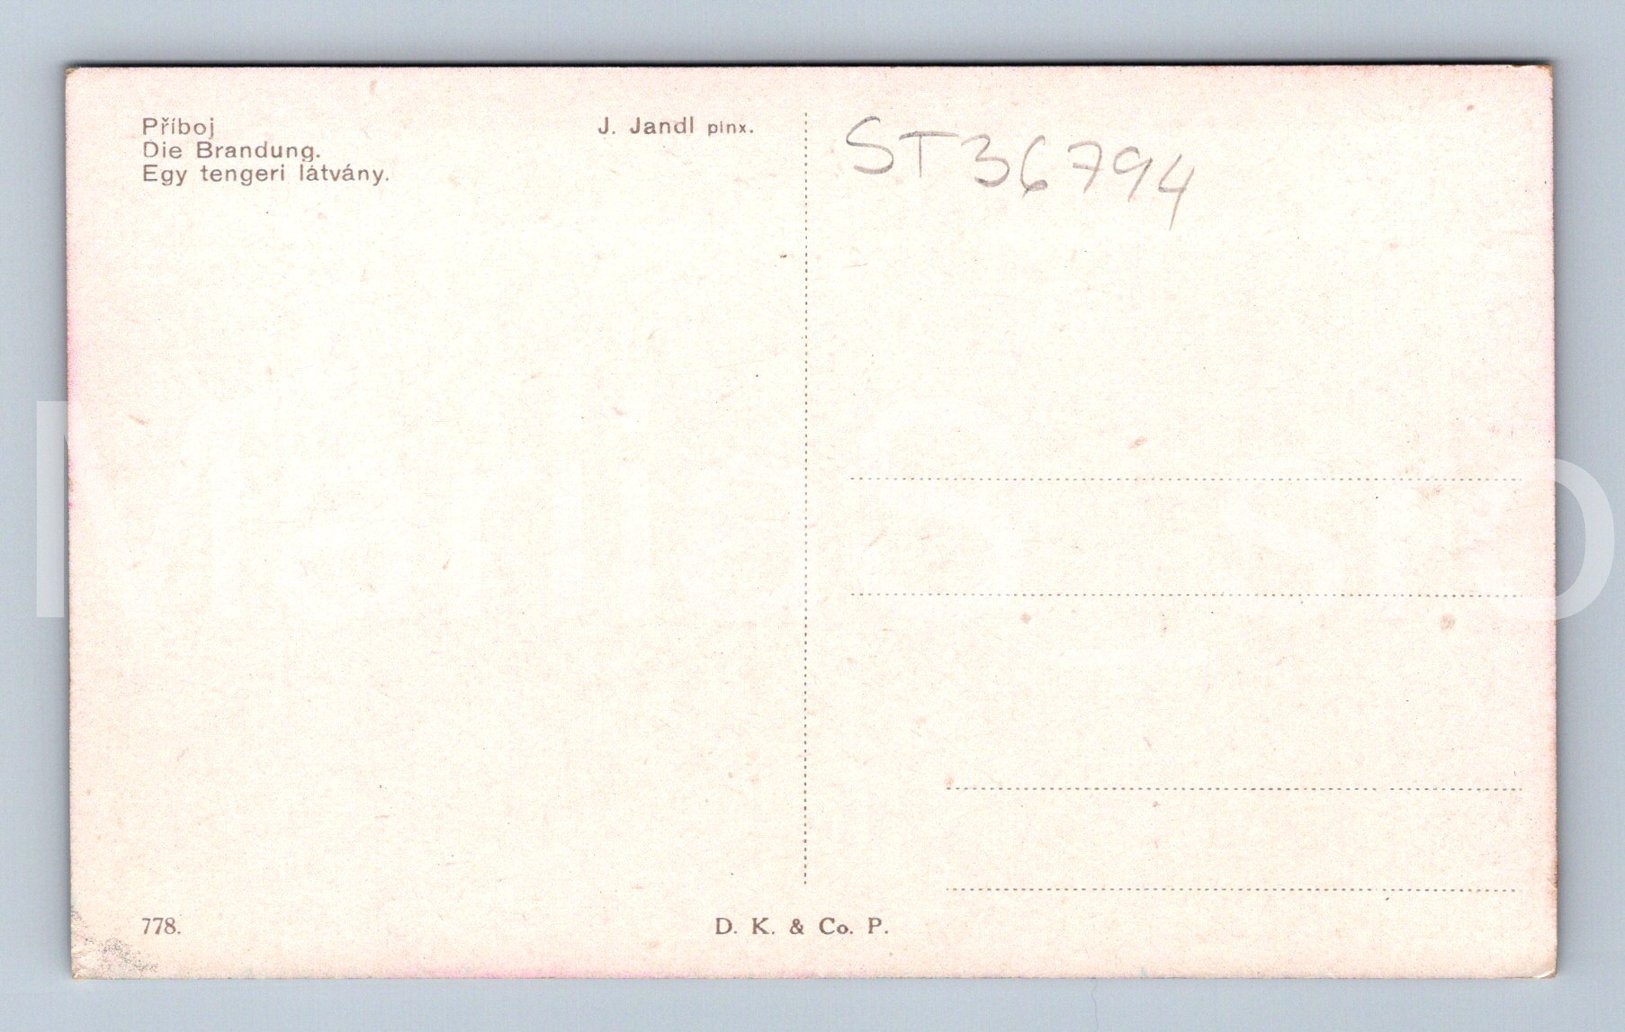 Příboj
Die Brandung.
Egy tengeri látvány.
J. Jandl pinx.
ST36794
778.
D. K. & Co. P.